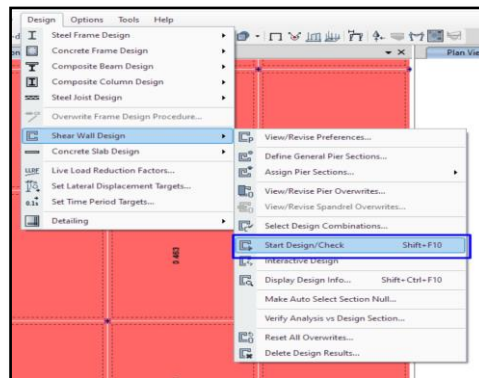 Design Options Tools Help
Plan Vie
Steel Frame Design
Concrete Frame Design
Composite Beam Design
Composite Column Design
Steel Joist Design
Overwrite Frame Design Procedure...
Shear Wall Design
Concrete Slab Design
Live Load Reduction Factors...
Set Lateral Displacement Targets...
Set Time Period Targets...
Detailing
View/Revise Preferences...
Define General Pier Sections...
Assign Pier Sections...
View/Revise Pier Overwrites...
View/Revise Spandrel Overwrites...
Select Design Combinations...
Start Design/Check Shift+F10
Interactive Design
Display Design Info... Shift+Ctrl+F10
Make Auto Select Section Null...
Verify Analysis vs Design Section...
Reset All Overwrites...
Delete Design Results...
0.463